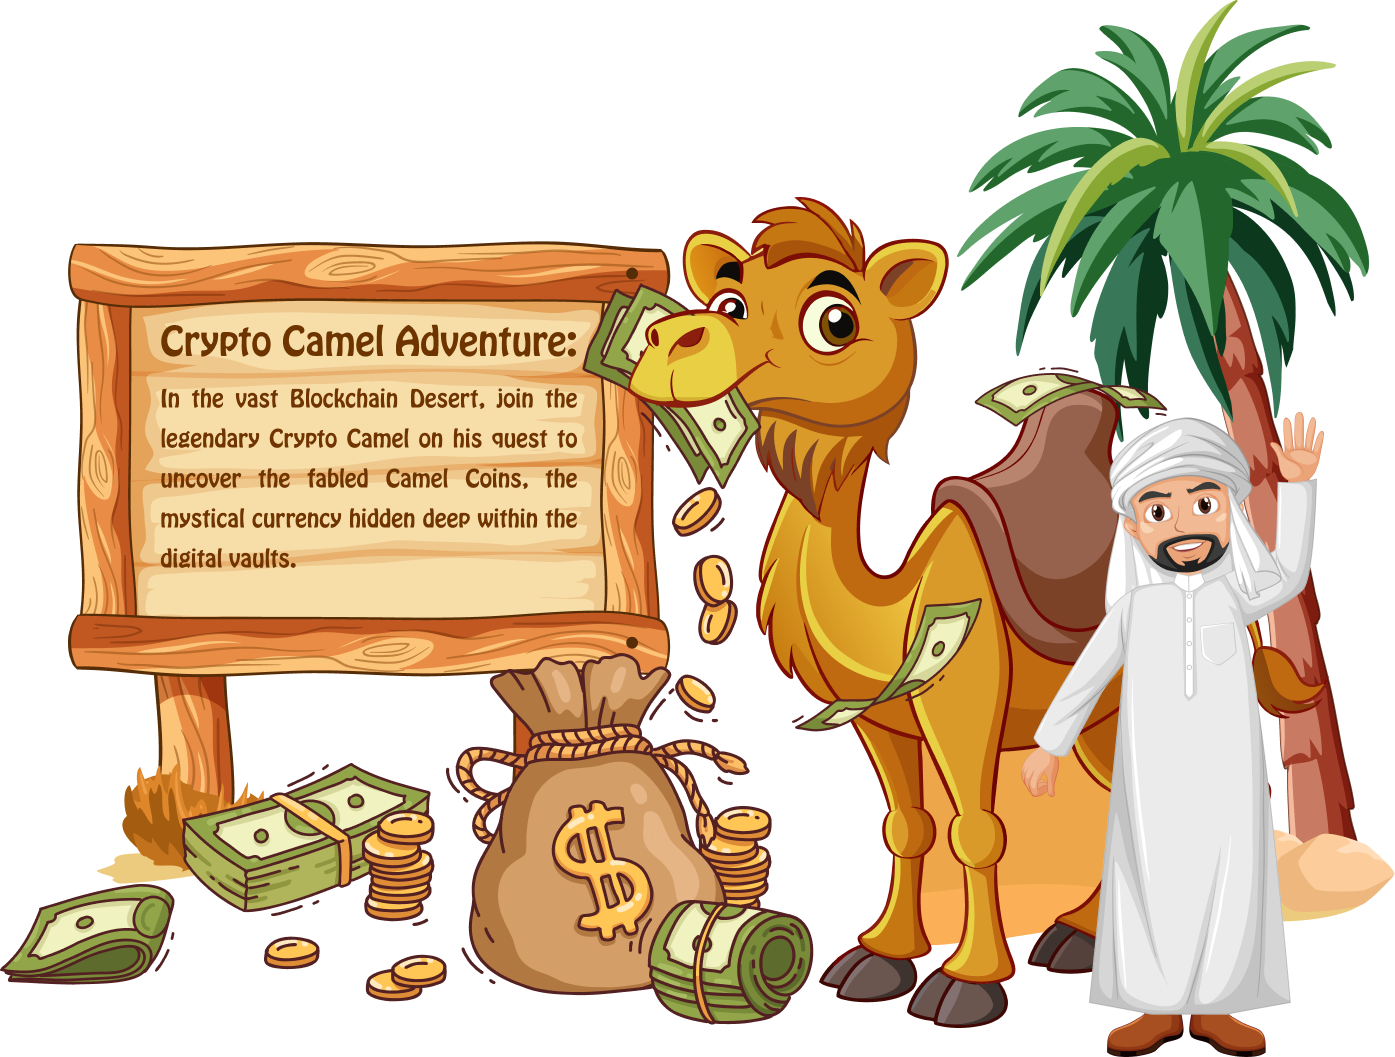 Crypto Camel Adventure:
In the vast Blockchain Desert, join the
legendary Crypto Camel on his quest to
uncover the fabled Camel Coins, the
mystical currency hidden deep within the
digital vaults.
$